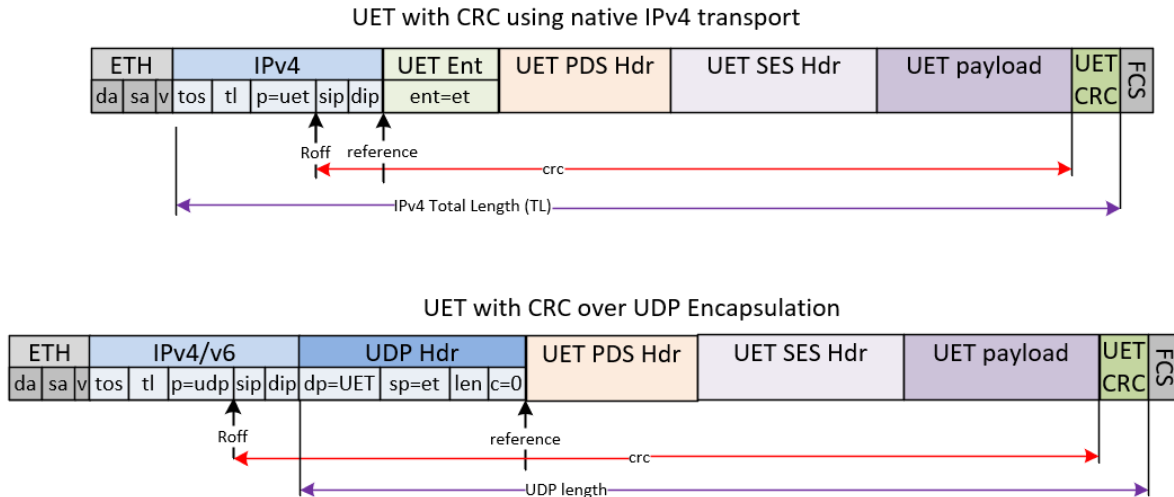 UET with CRC using native IPv4 transport
ETH IPv4 UET Ent UET PDS Hdr UET SES Hdr UET payload UET CRC FCS
da sa v tos tl p=uet sip dip ent=et
Roff reference
crc
IPv4 Total Length (TL)
UET with CRC over UDP Encapsulation
ETH IPv4/v6 UDP Hdr UET PDS Hdr UET SES Hdr UET payload UET CRC FCS
da sa v tos tl p=udp sip dip dp=UET sp=et len c=0
Roff reference
crc
UDP length